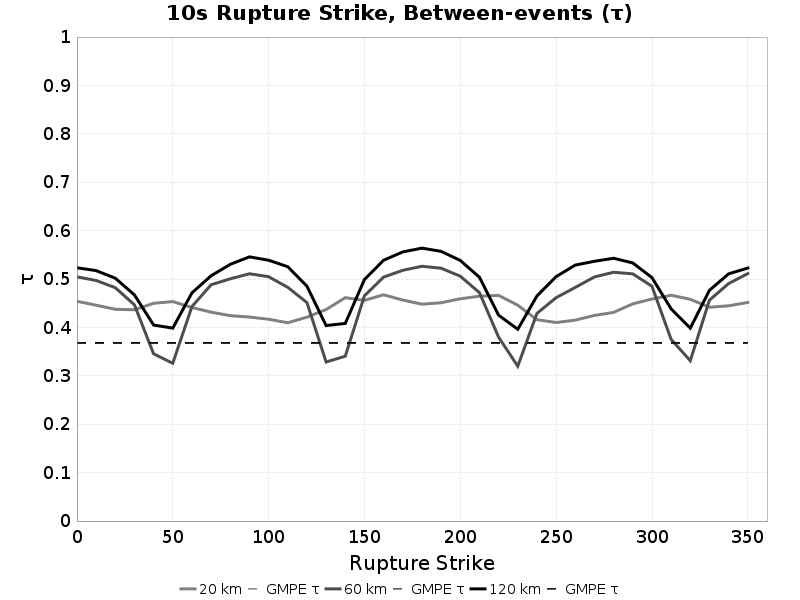 10s Rupture Strike, Between-events (τ)
1
0.9
0.8
0.7
0.6
0.5
0.4
0.3
0.2
0.1
0
τ
0 50 100 150 200 250 300 350
Rupture Strike
20 km GMPE τ 60 km GMPE τ 120 km GMPE τ